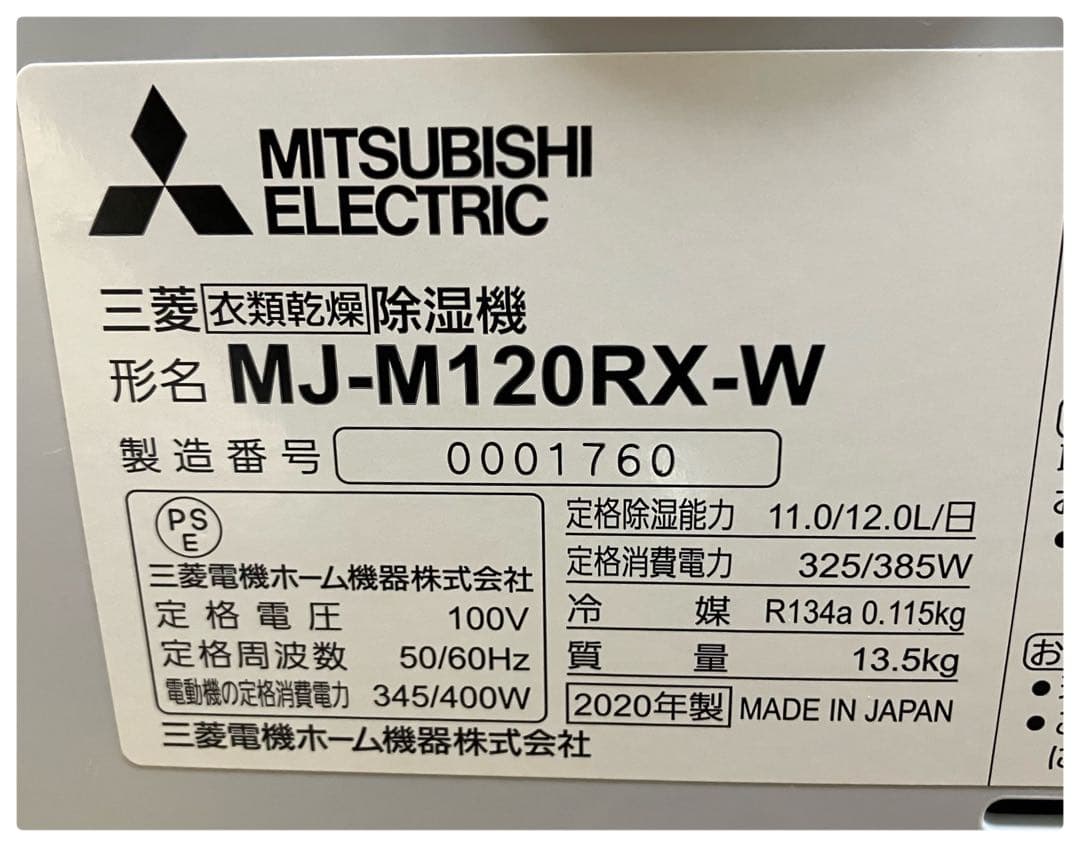 MITSUBISHI
ELECTRIC
三菱衣類乾燥除湿機
形名 MJ-M120RX-W
製造番号 0001760
PS
E
三菱電機ホーム機器株式会社
定格電圧 100V
定格周波数 50/60Hz
電動機の定格消費電力 345/400W
定格除湿能力 11.0/12.0L/日
定格消費電力 325/385W
冷媒 R134a 0.115kg
質量 13.5kg
2020年製 MADE IN JAPAN
三菱電機ホーム機器株式会社
お